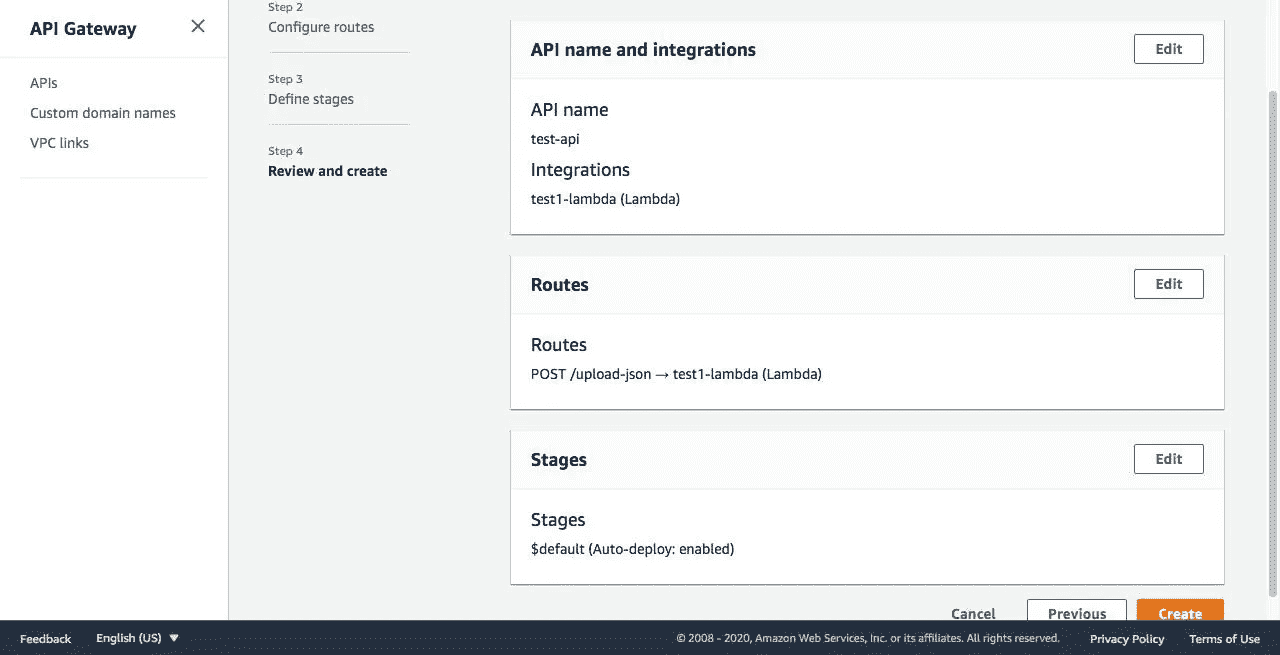 API Gateway
APIs
Custom domain names
VPC links
Step 2
Configure routes
Step 3
Define stages
Step 4
Review and create
API name and integrations
Edit
API name
test-api
Integrations
test1-lambda (Lambda)
Routes
Edit
Routes
POST /upload-json → test1-lambda (Lambda)
Stages
Edit
Stages
$default (Auto-deploy: enabled)
Cancel
Previous
Create
Feedback
English (US)
© 2008 - 2020, Amazon Web Services, Inc. or its affiliates. All rights reserved.
Privacy Policy
Terms of Use